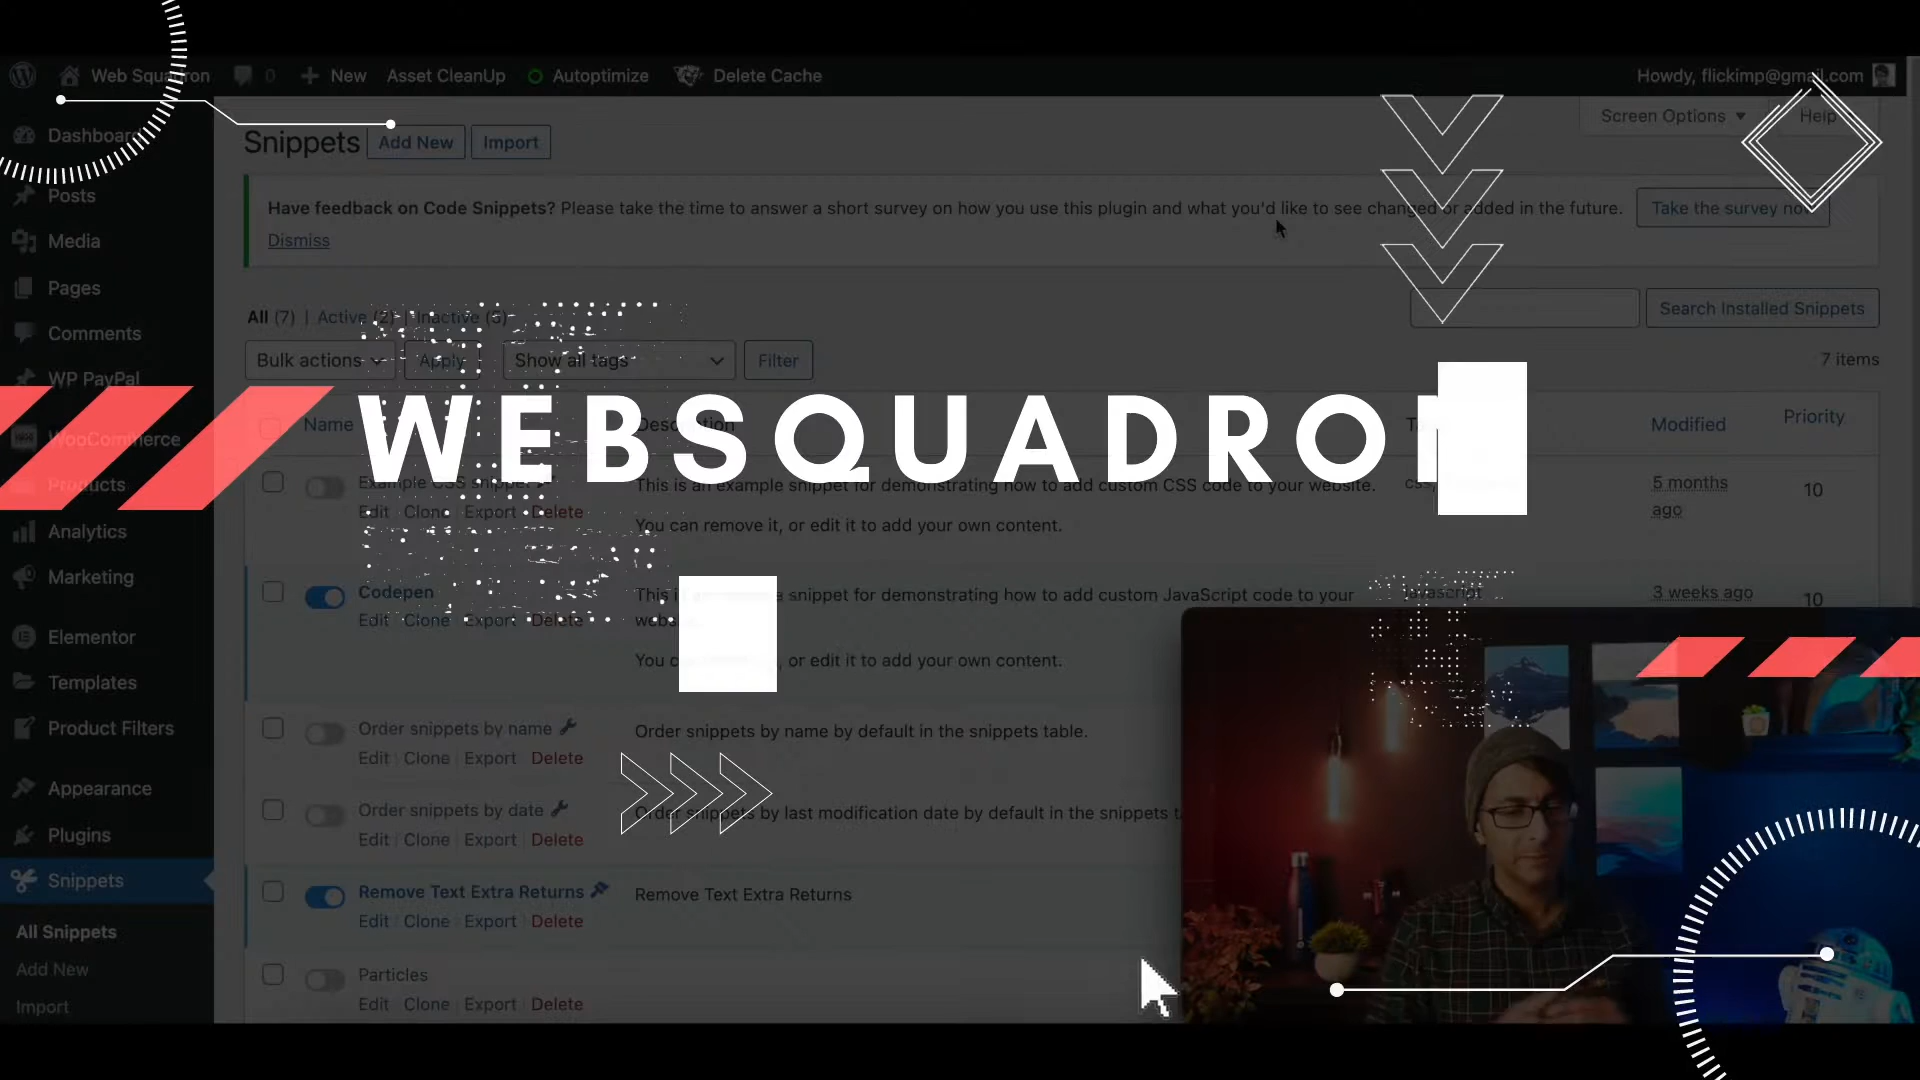 Web Squadron 0 New Asset CleanUp Autoptimize Delete Cache Howdy, flickimp@gmail.com
Dashboard
Posts
Media
Pages
Comments
WP PayPal
WooCommerce
Products
Analytics
Marketing
Elementor
Templates
Product Filters
Appearance
Plugins
Snippets
All Snippets
Add New
Import
Screen Options Help
Snippets Add New Import
Have feedback on Code Snippets? Please take the time to answer a short survey on how you use this plugin and what you'd like to see changed or added in the future. Take the survey now
Dismiss
All (7) | Active (2) | Inactive (5)
Search Installed Snippets
Bulk actions Apply Show all tags Filter 7 items
WEBSQUADRON
Name Description Modified Priority
Example CSS snippet This is an example snippet for demonstrating how to add custom CSS code to your website. 5 months ago 10
Edit Clone Export Delete
You can remove it, or edit it to add your own content.
Codepen This is snippet for demonstrating how to add custom JavaScript code to your javascript 3 weeks ago 10
Edit Clone Export Delete
You or edit it to add your own content.
Order snippets by name Order snippets by name by default in the snippets table.
Edit Clone Export Delete
Order snippets by date Order snippets by last modification date by default in the snippets
Edit Clone Export Delete
Remove Text Extra Returns Remove Text Extra Returns
Edit Clone Export Delete
Particles
Edit Clone Export Delete